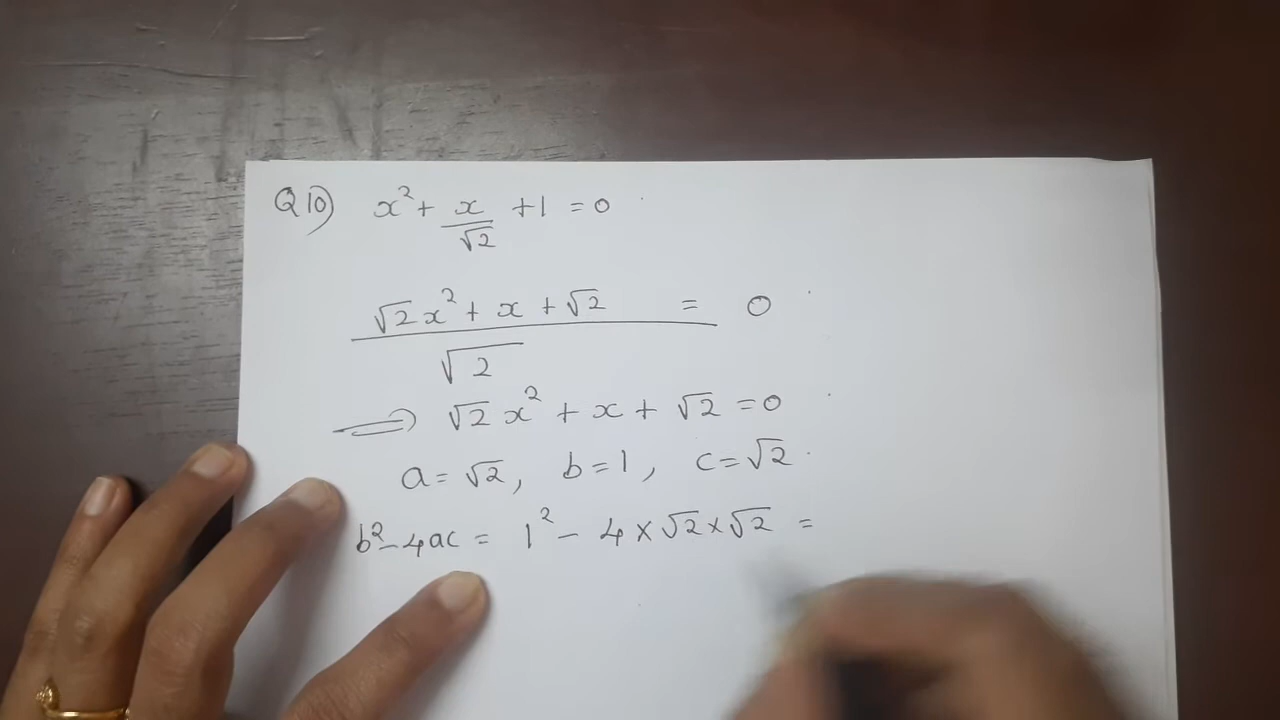 Q10) x² + x/√2 + 1 = 0
√2x² + x + √2 = 0
√2
⟹ √2x² + x + √2 = 0
a = √2, b = 1, c = √2
b² - 4ac = 1² - 4 × √2 × √2 =